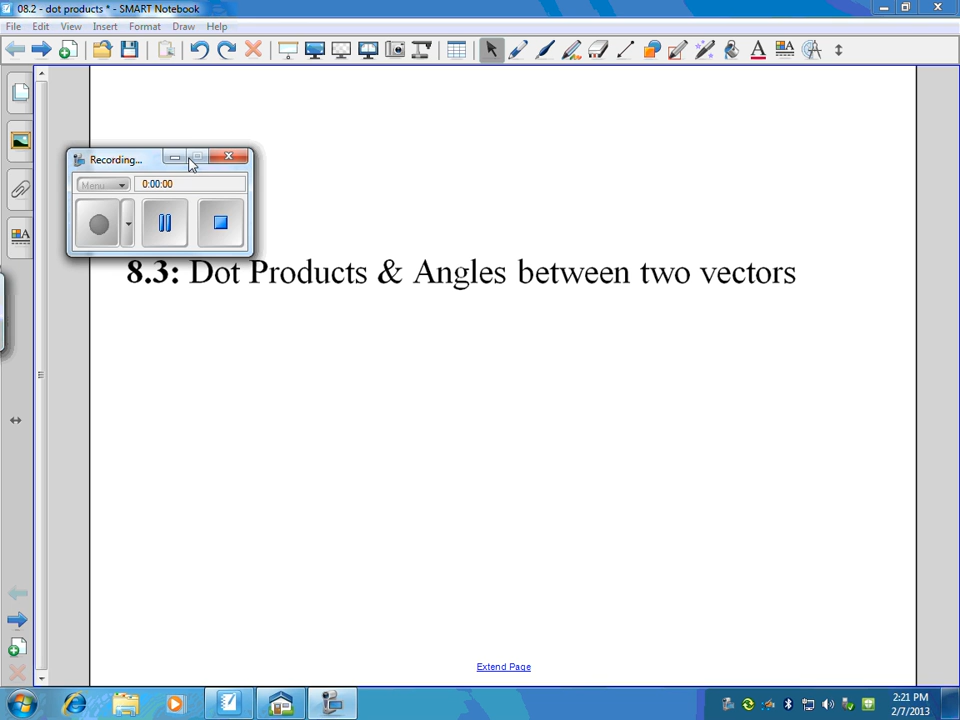 08.2 - dot products * - SMART Notebook
File Edit View Insert Format Draw Help
Recording...
Menu
0:00:00
8.3: Dot Products & Angles between two vectors
Extend Page
2:21 PM
2/7/2013